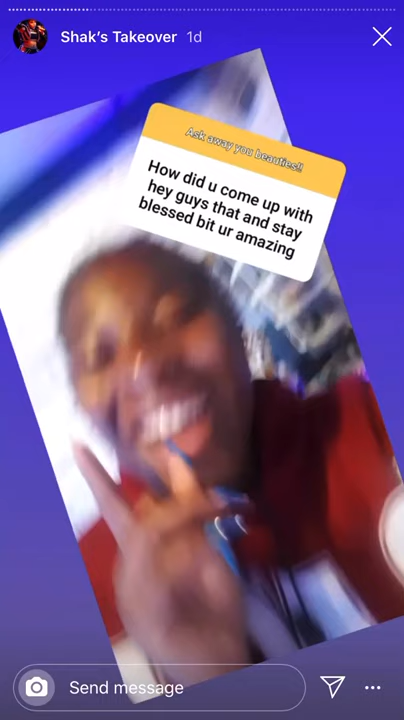 Shak's Takeover 1d
Ask away you beauties!!
How did u come up with
hey guys that and stay
blessed bit ur amazing
Send message